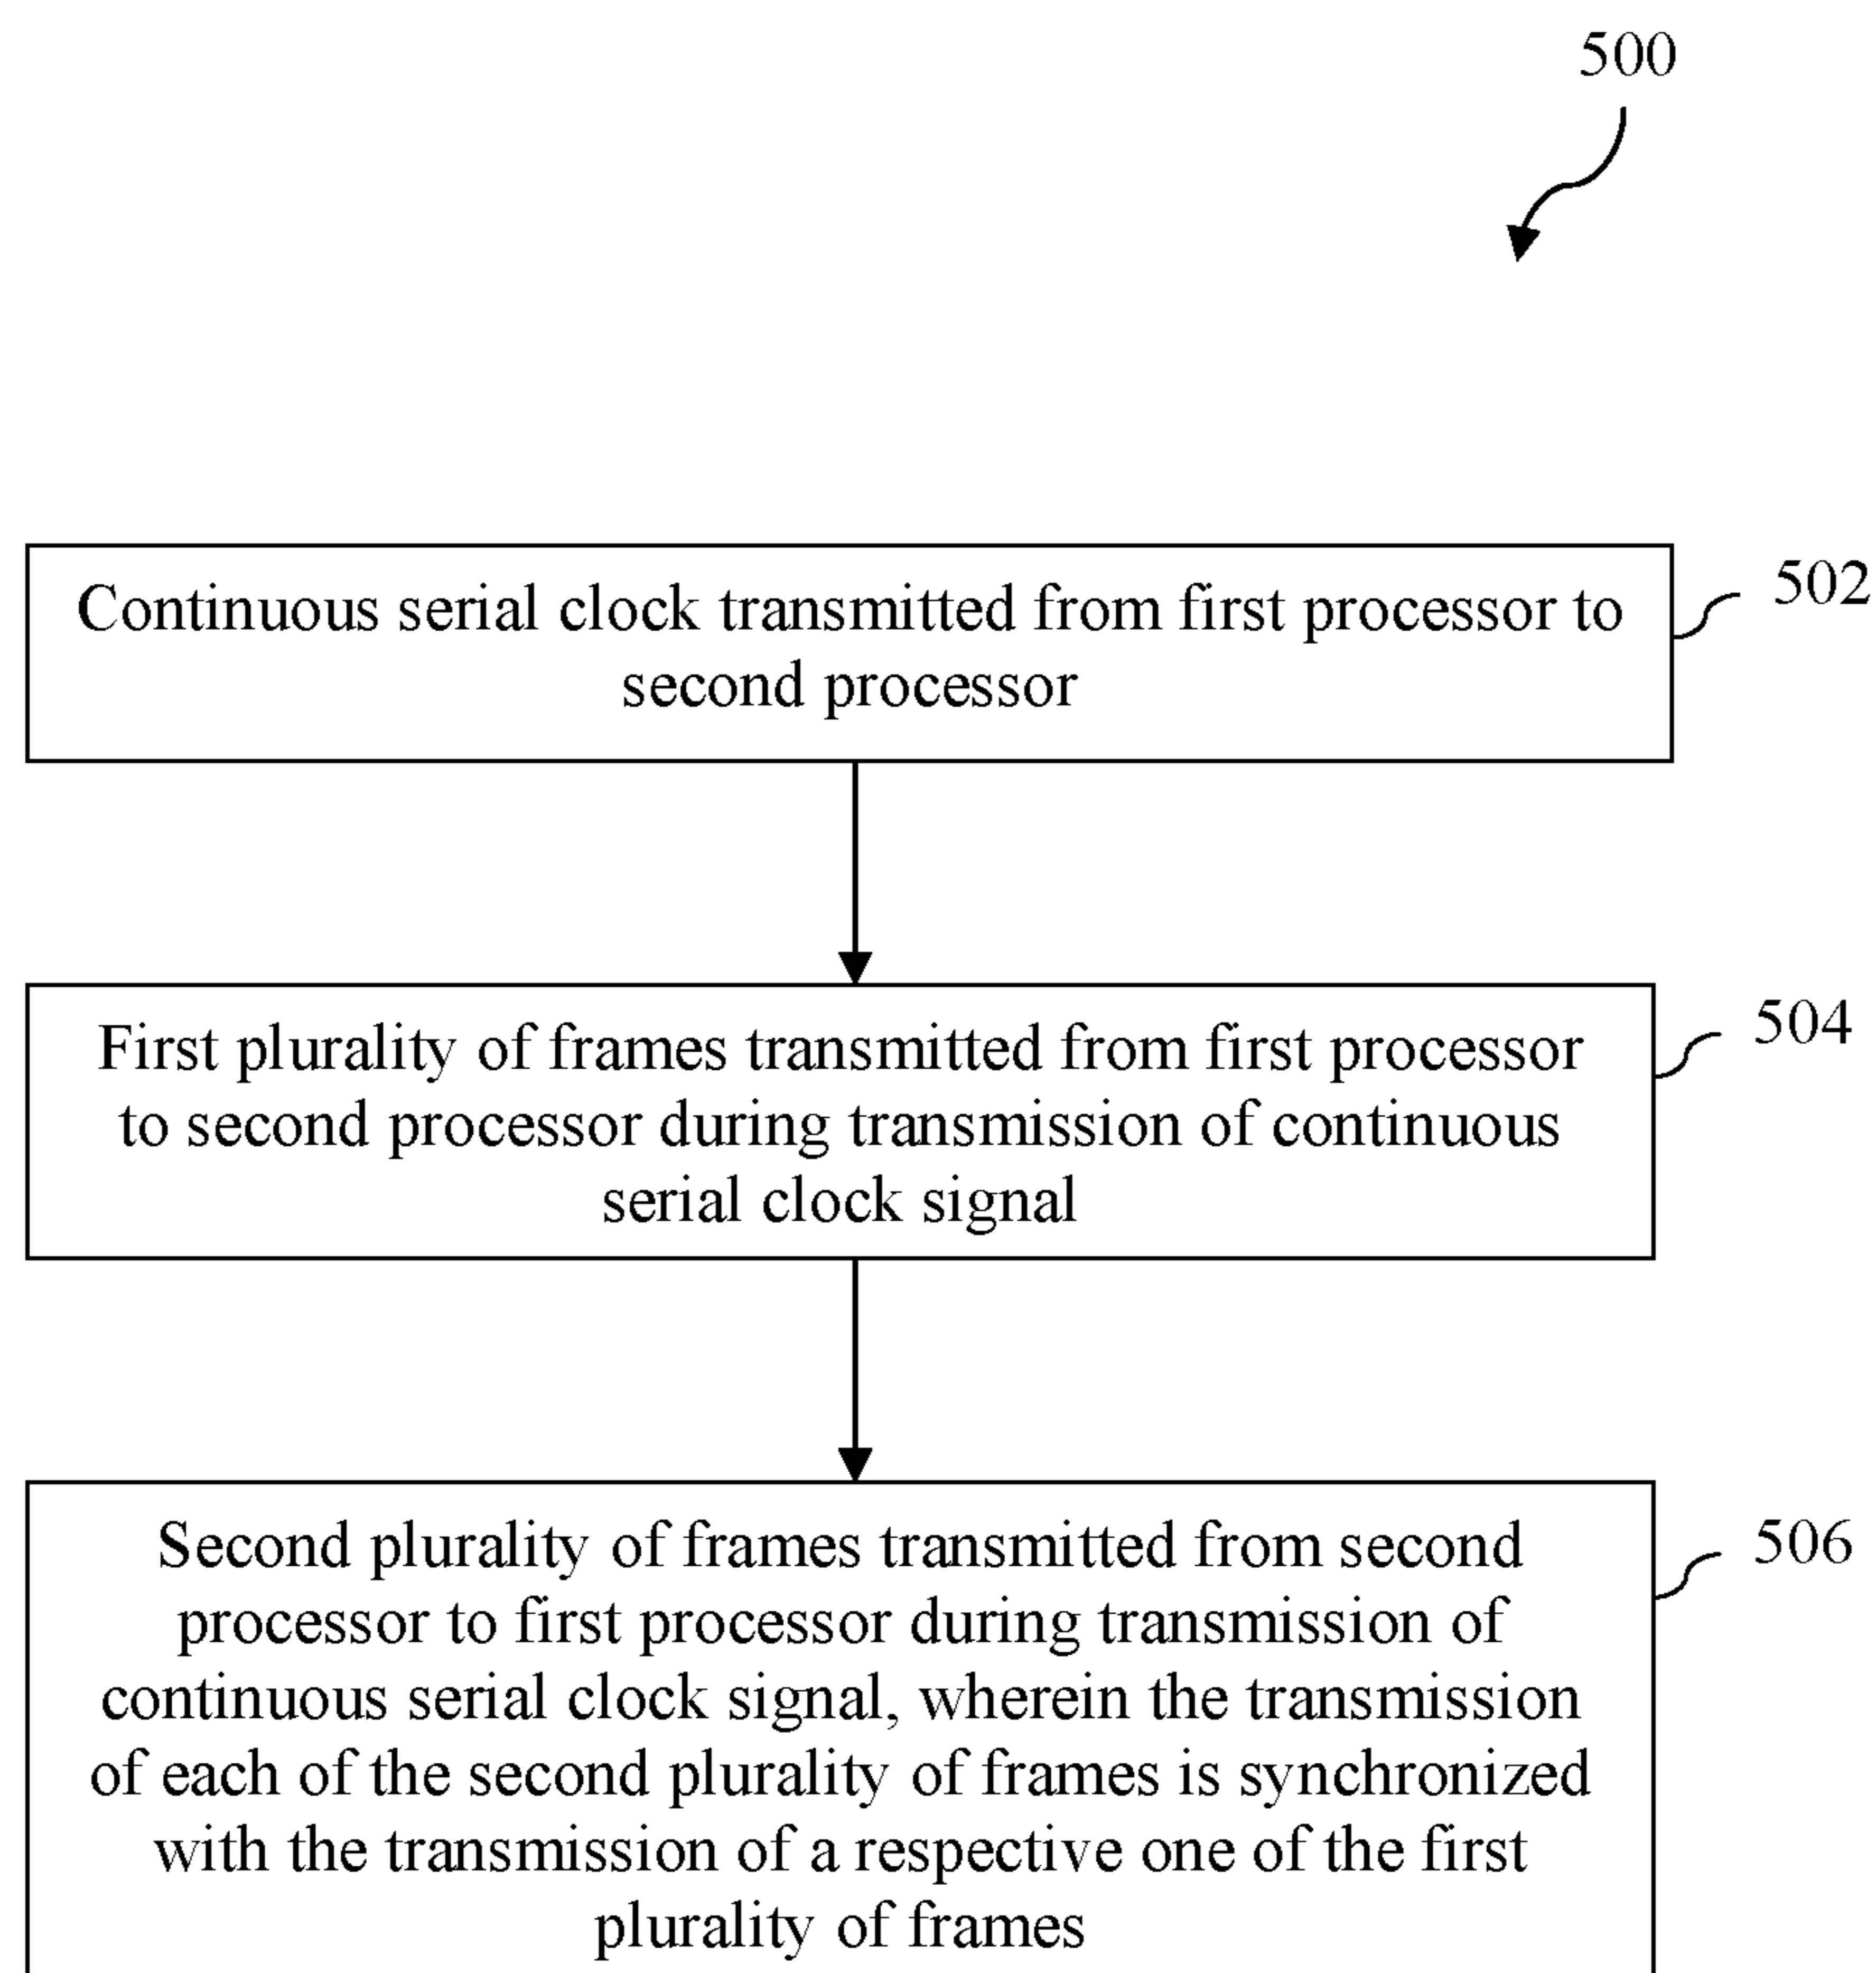 500
Continuous serial clock transmitted from first processor to
second processor
502
First plurality of frames transmitted from first processor
to second processor during transmission of continuous
serial clock signal
504
Second plurality of frames transmitted from second
processor to first processor during transmission of
continuous serial clock signal, wherein the transmission
of each of the second plurality of frames is synchronized
with the transmission of a respective one of the first
plurality of frames
506